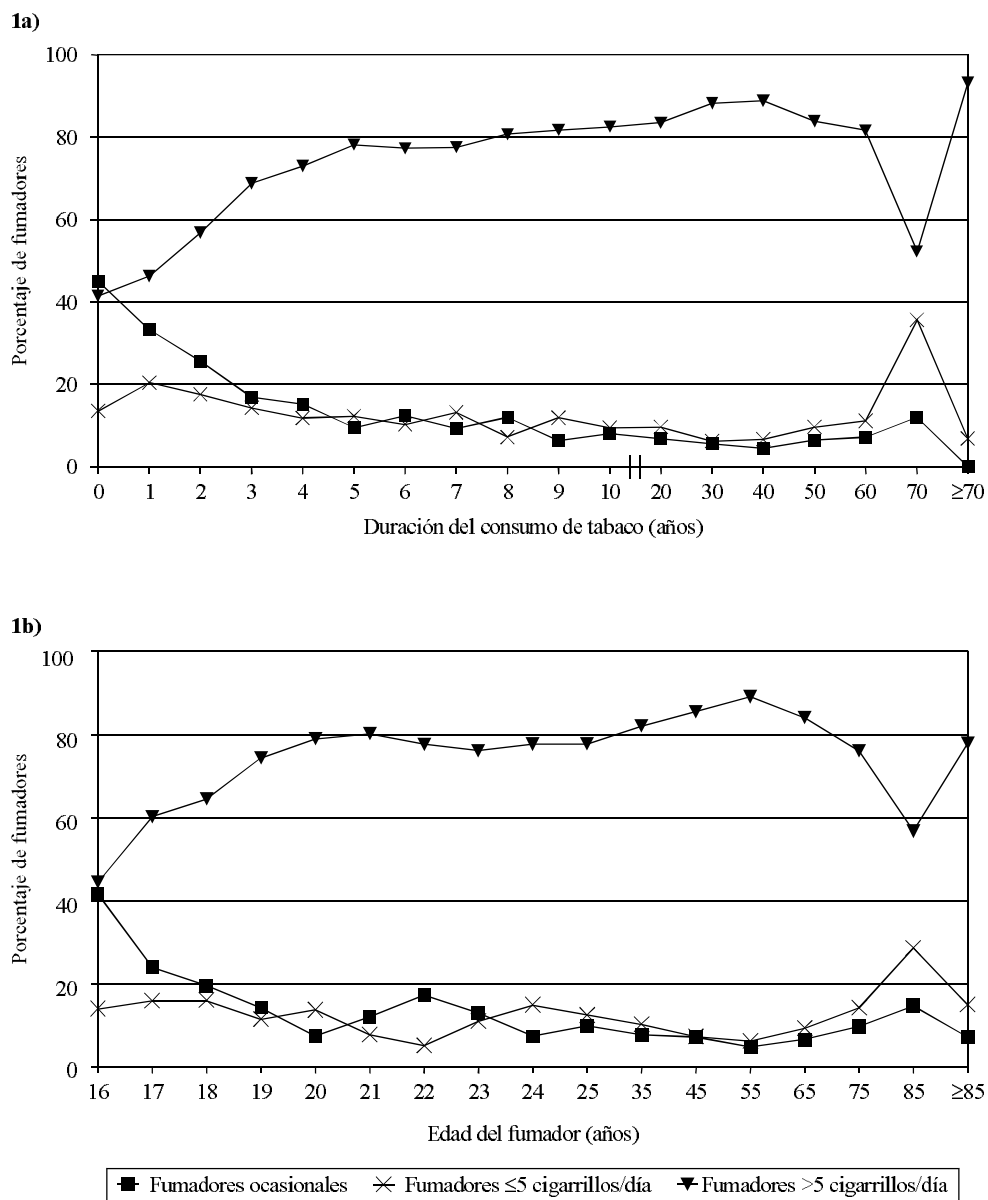 1a)
100
80
60
40
20
0
Porcentaje de fumadores
0 1 2 3 4 5 6 7 8 9 10 20 30 40 50 60 70 ≥70
Duración del consumo de tabaco (años)
1b)
100
80
60
40
20
0
Porcentaje de fumadores
16 17 18 19 20 21 22 23 24 25 35 45 55 65 75 85 ≥85
Edad del fumador (años)
Fumadores ocasionales Fumadores ≤5 cigarrillos/día Fumadores >5 cigarrillos/día